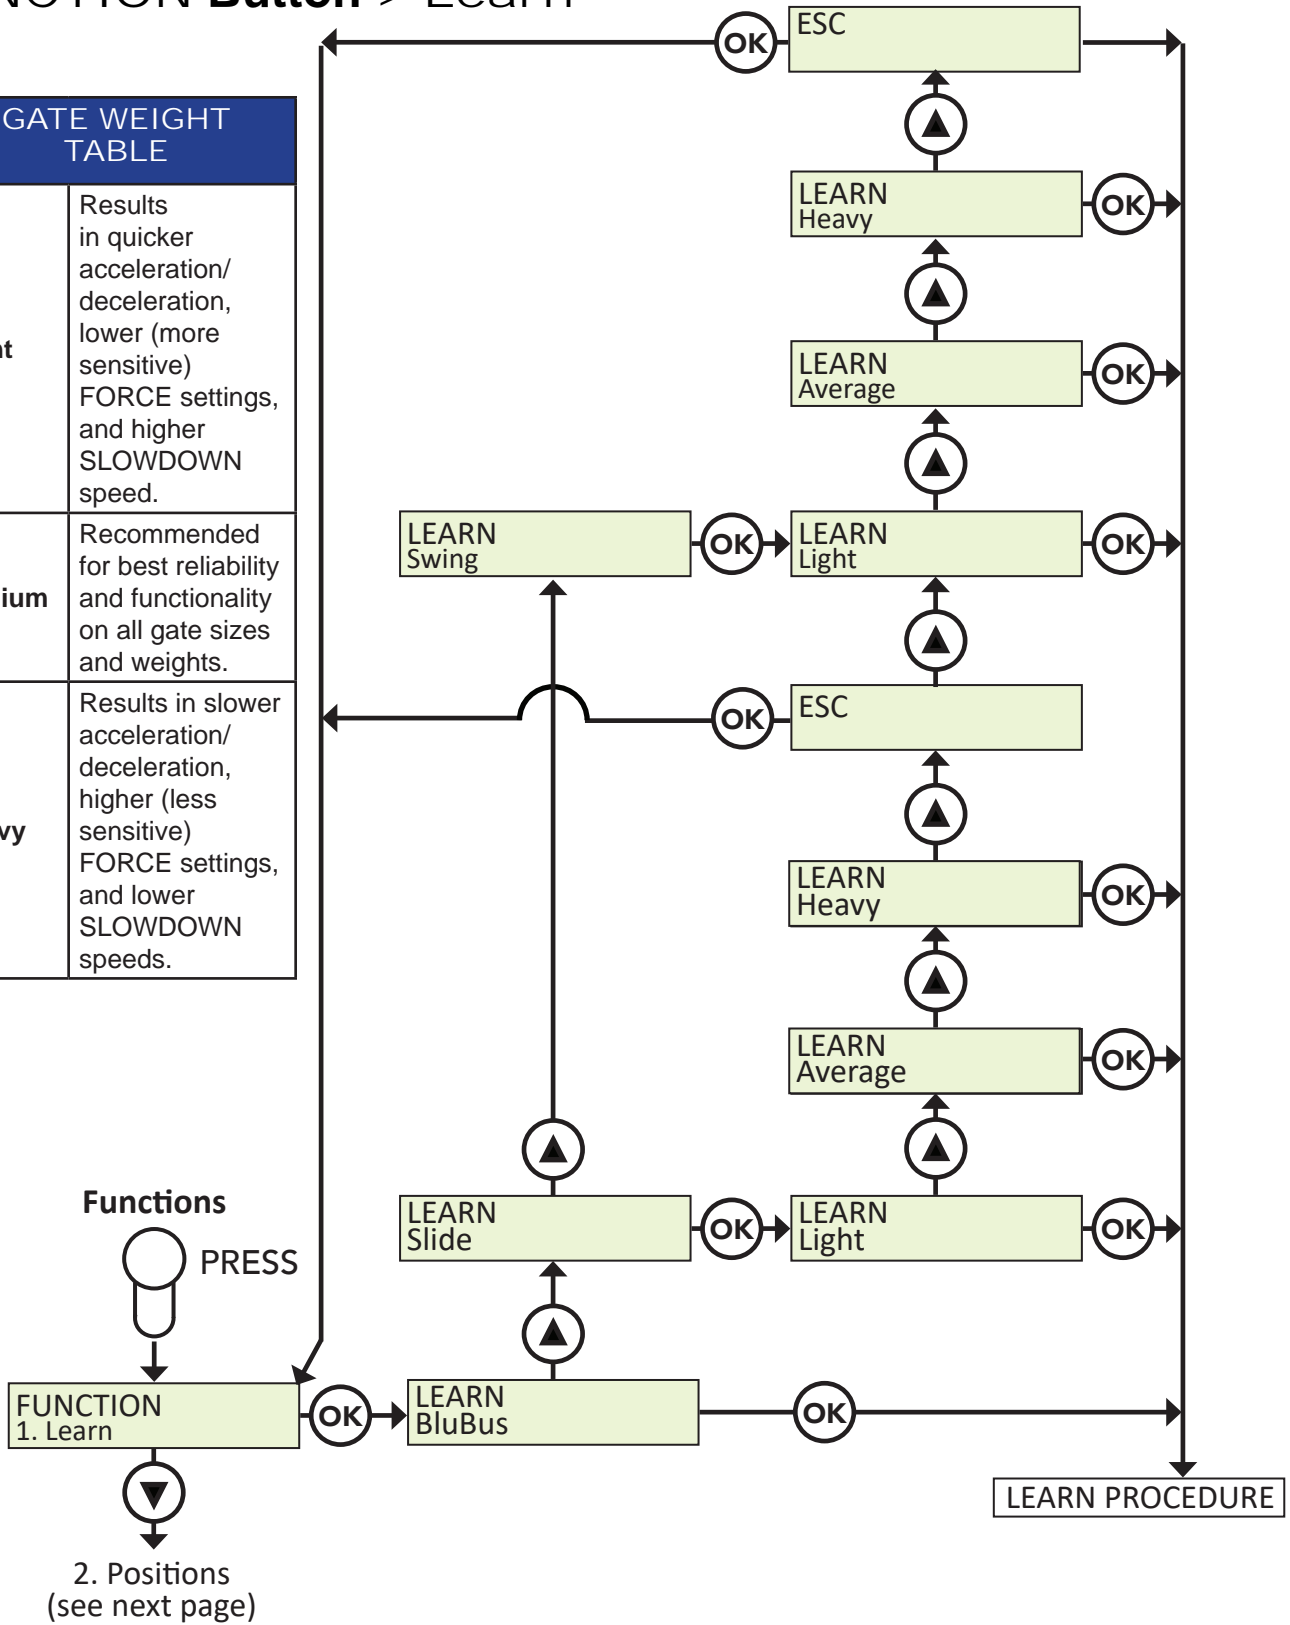 Button > Learn
GATE WEIGHT
TABLE
Results
in quicker
acceleration/
deceleration,
lower (more
sensitive)
FORCE settings,
and higher
SLOWDOWN
speed.
Recommended
for best reliability
and functionality
on all gate sizes
and weights.
Results in slower
acceleration/
deceleration,
higher (less
sensitive)
FORCE settings,
and lower
SLOWDOWN
speeds.
OK
ESC
LEARN
Heavy
OK
LEARN
Average
OK
LEARN
Swing
OK
LEARN
Light
OK
OK
ESC
LEARN
Heavy
OK
LEARN
Average
OK
LEARN
Slide
OK
LEARN
Light
OK
Functions
PRESS
FUNCTION
1. Learn
OK
LEARN
BluBus
OK
LEARN PROCEDURE
2. Positions
(see next page)